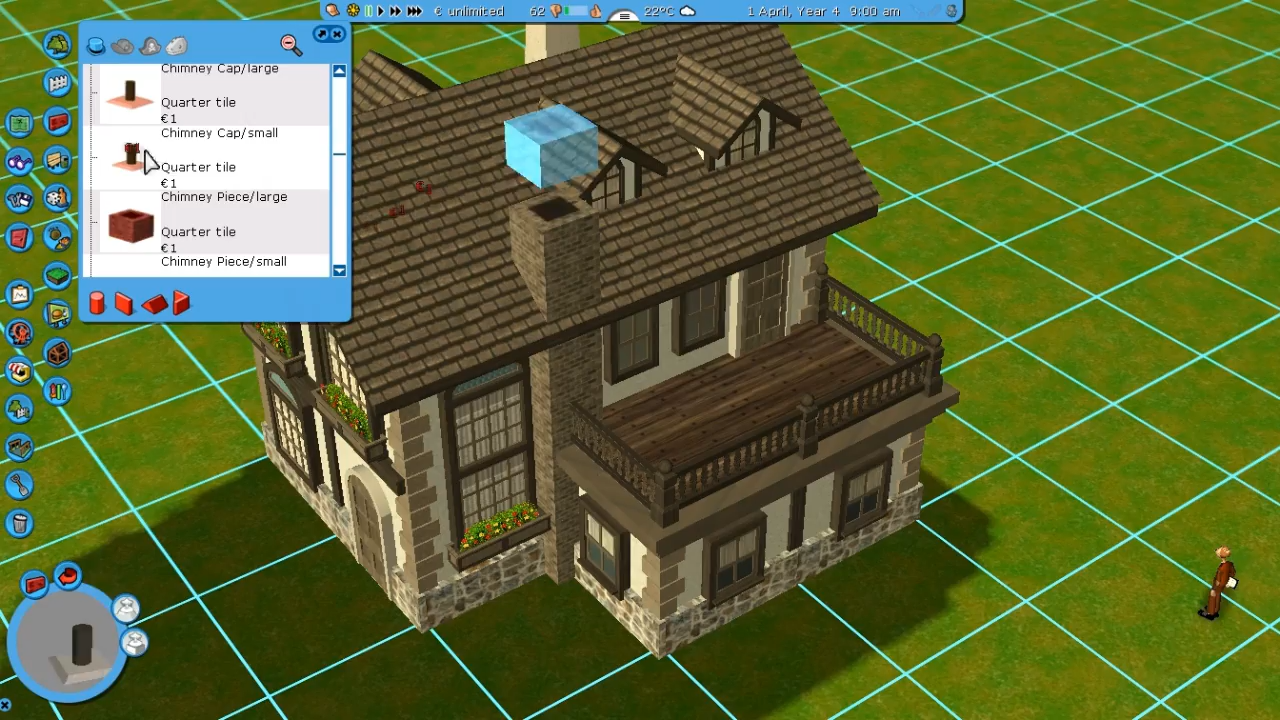 € unlimited 62 22°C 1 April, Year 4 9:00 am
Chimney Cap/large
Quarter tile
€1
Chimney Cap/small
Quarter tile
€1
Chimney Piece/large
Quarter tile
€1
Chimney Piece/small